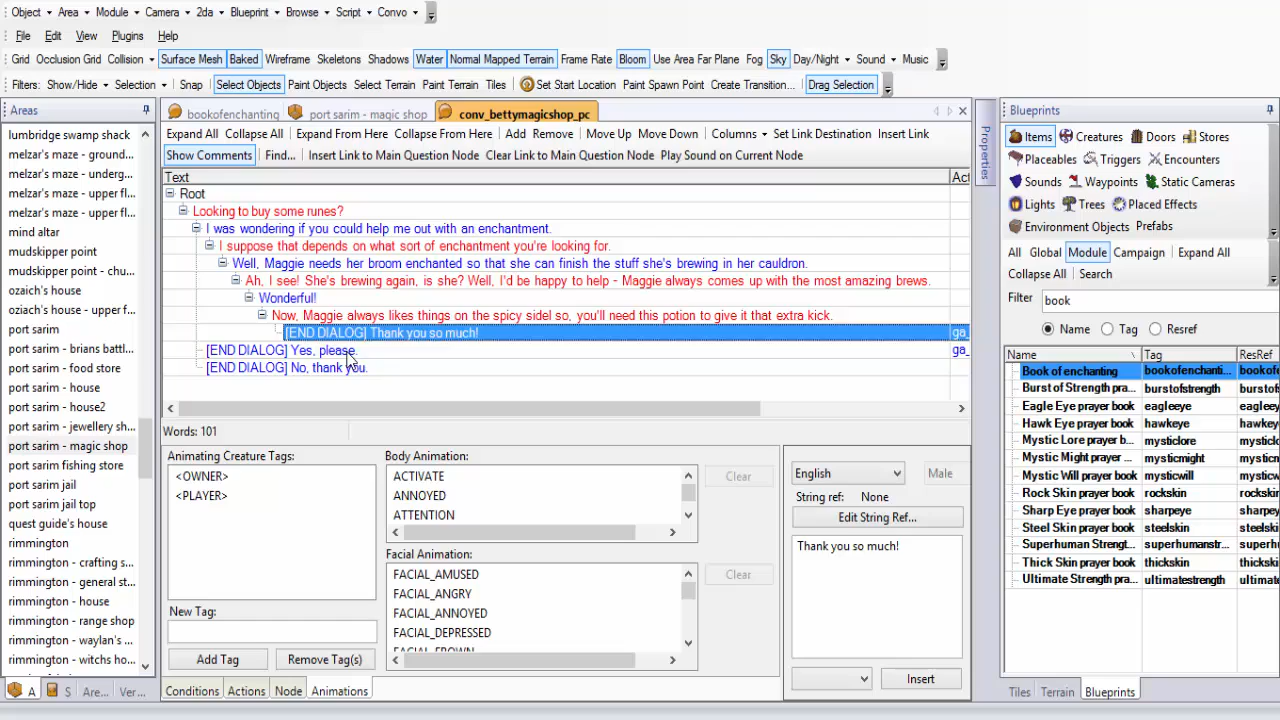 Object Area Module Camera 2da Blueprint Browse Script Convo
File Edit View Plugins Help
Grid Occlusion Grid Collision Surface Mesh Baked Wireframe Skeletons Shadows Water Normal Mapped Terrain Frame Rate Bloom Use Area Far Plane Fog Sky Day/Night Sound Music
Filters: Show/Hide Selection Snap Select Objects Paint Objects Select Terrain Paint Terrain Tiles Set Start Location Paint Spawn Point Create Transition... Drag Selection
Areas
lumbridge swamp shack
melzar's maze - ground...
melzar's maze - underg...
melzar's maze - upper fl...
melzar's maze - upper fl...
mind altar
mudskipper point
mudskipper point - chu...
ozaich's house
oziach's house - upper f...
port sarim
port sarim - brians battl...
port sarim - food store
port sarim - house
port sarim - house2
port sarim - jewellery sh...
port sarim - magic shop
port sarim fishing store
port sarim jail
port sarim jail top
quest guide's house
rimmington
rimmington - crafting s...
rimmington - general st...
rimmington - house
rimmington - range shop
rimmington - waylan's ...
rimmington - witchs ho...
A S Are... Ver...
bookofenchanting port sarim - magic shop conv_bettymagicshop_pc
Expand All Collapse All Expand From Here Collapse From Here Add Remove Move Up Move Down Columns Set Link Destination Insert Link
Show Comments Find... Insert Link to Main Question Node Clear Link to Main Question Node Play Sound on Current Node
Text Act
Root
Looking to buy some runes?
I was wondering if you could help me out with an enchantment.
I suppose that depends on what sort of enchantment you're looking for.
Well, Maggie needs her broom enchanted so that she can finish the stuff she's brewing in her cauldron.
Ah, I see! She's brewing again, is she? Well, I'd be happy to help - Maggie always comes up with the most amazing brews.
Wonderful!
Now, Maggie always likes things on the spicy sidel so, you'll need this potion to give it that extra kick.
[END DIALOG] Thank you so much! ga_
[END DIALOG] Yes, please. ga_
[END DIALOG] No, thank you.
Words: 101
Animating Creature Tags:
<OWNER>
<PLAYER>
New Tag:
Add Tag Remove Tag(s)
Body Animation:
ACTIVATE
ANNOYED
ATTENTION
Clear
Facial Animation:
FACIAL_AMUSED
FACIAL_ANGRY
FACIAL_ANNOYED
FACIAL_DEPRESSED
FACIAL_FROWN
Clear
English Male
String ref: None
Edit String Ref...
Thank you so much!
Insert
Conditions Actions Node Animations
Properties
Blueprints
Items Creatures Doors Stores
Placeables Triggers Encounters
Sounds Waypoints Static Cameras
Lights Trees Placed Effects
Environment Objects Prefabs
All Global Module Campaign Expand All
Collapse All Search
Filter book
Name Tag Resref
Name Tag ResRef
Book of enchanting bookofenchanti... bookofe
Burst of Strength pra... burstofstrength burstofs
Eagle Eye prayer book eagleeye eagleeye
Hawk Eye prayer book hawkeye hawkeye
Mystic Lore prayer b... mysticlore mysticlo
Mystic Might prayer ... mysticmight mysticm
Mystic Will prayer book mysticwill mysticwi
Rock Skin prayer book rockskin rockskin
Sharp Eye prayer book sharpeye sharpeye
Steel Skin prayer book steelskin steelskin
Superhuman Strengt... superhumanstr... superhu
Thick Skin prayer book thickskin thickskin
Ultimate Strength pra... ultimatestrength ultimate
Tiles Terrain Blueprints